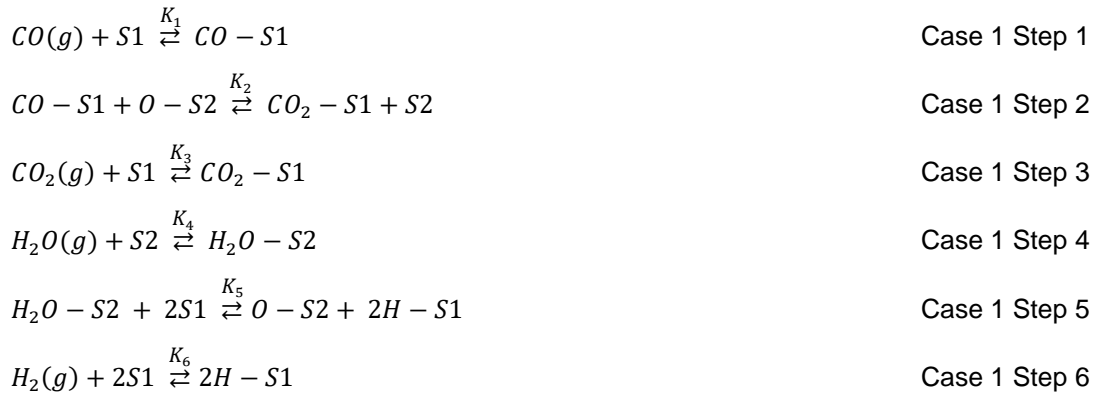 CO(g) + S1 ⇄ CO − S1 K₁ Case 1 Step 1
CO − S1 + O − S2 ⇄ CO₂ − S1 + S2 K₂ Case 1 Step 2
CO₂(g) + S1 ⇄ CO₂ − S1 K₃ Case 1 Step 3
H₂O(g) + S2 ⇄ H₂O − S2 K₄ Case 1 Step 4
H₂O − S2 + 2S1 ⇄ O − S2 + 2H − S1 K₅ Case 1 Step 5
H₂(g) + 2S1 ⇄ 2H − S1 K₆ Case 1 Step 6